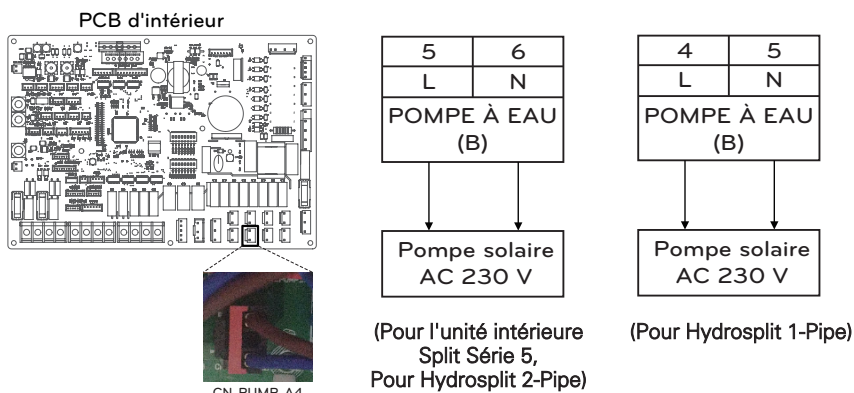 PCB d'intérieur
CN_PUMP_A4
5 6
L N
POMPE À EAU
(B)
Pompe solaire
AC 230 V
(Pour l'unité intérieure
Split Série 5,
Pour Hydrosplit 2-Pipe)
4 5
L N
POMPE À EAU
(B)
Pompe solaire
AC 230 V
(Pour Hydrosplit 1-Pipe)